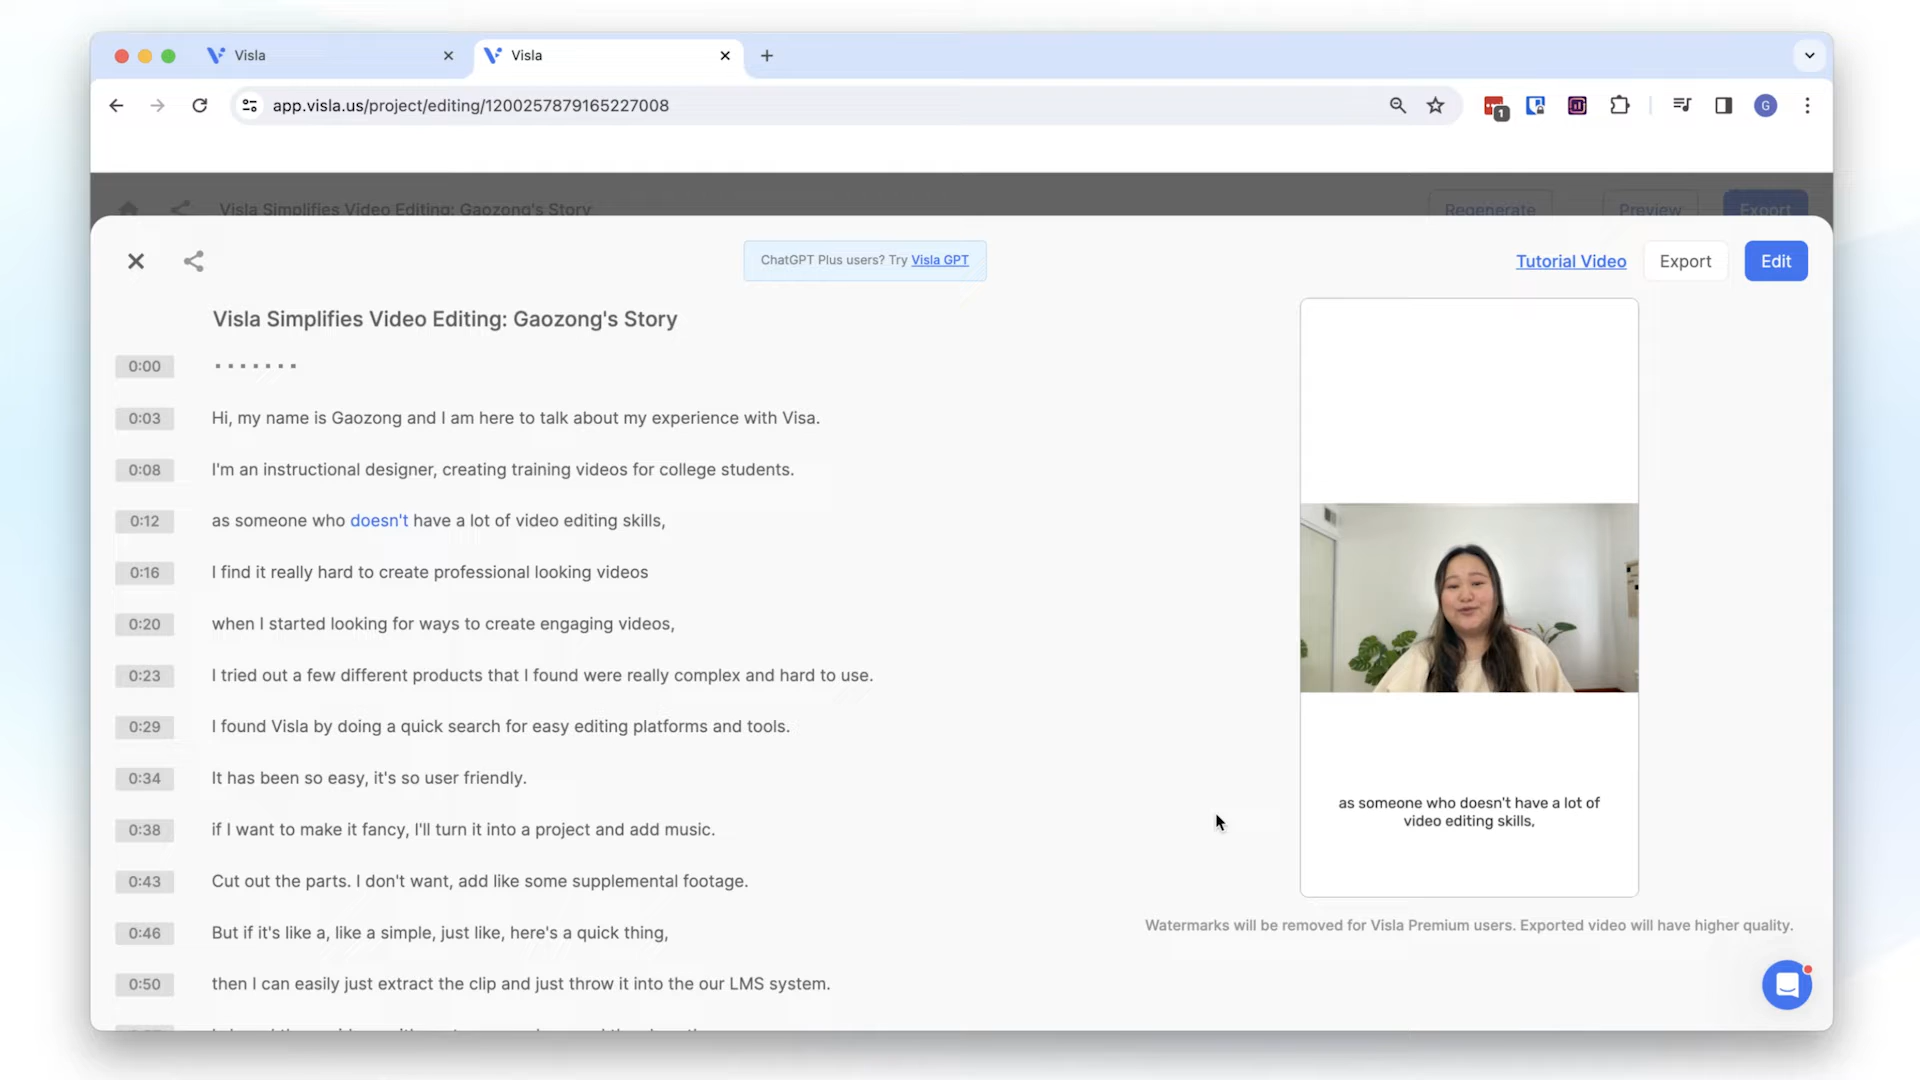 Visla
Visla
app.visla.us/project/editing/1200257879165227008
1
G
Visla Simplifies Video Editing: Gaozong's Story
Regenerate
Preview
Export
ChatGPT Plus users? Try Visla GPT
Tutorial Video
Export
Edit
Visla Simplifies Video Editing: Gaozong's Story
0:00
0:03 Hi, my name is Gaozong and I am here to talk about my experience with Visa.
0:08 I'm an instructional designer, creating training videos for college students.
0:12 as someone who doesn't have a lot of video editing skills,
0:16 I find it really hard to create professional looking videos
0:20 when I started looking for ways to create engaging videos,
0:23 I tried out a few different products that I found were really complex and hard to use.
0:29 I found Visla by doing a quick search for easy editing platforms and tools.
0:34 It has been so easy, it's so user friendly.
0:38 if I want to make it fancy, I'll turn it into a project and add music.
0:43 Cut out the parts. I don't want, add like some supplemental footage.
0:46 But if it's like a, like a simple, just like, here's a quick thing,
0:50 then I can easily just extract the clip and just throw it into the our LMS system.
as someone who doesn't have a lot of
video editing skills,
Watermarks will be removed for Visla Premium users. Exported video will have higher quality.